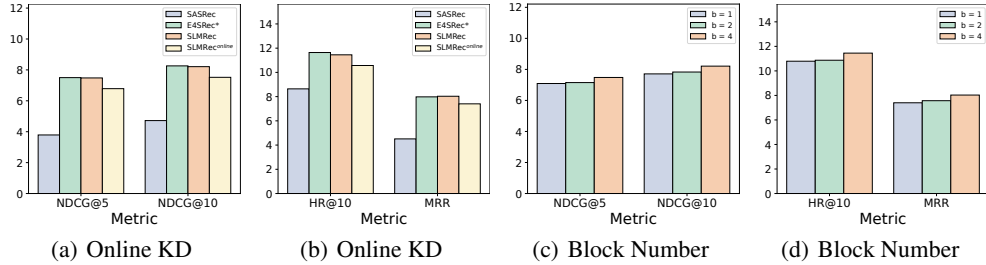 12
10
8
6
4
2
0
SASRec
E4SRec*
SLMRec
SLMRec^online
NDCG@5
NDCG@10
Metric
(a) Online KD
14
12
10
8
6
4
2
0
SASRec
E4SRec*
SLMRec
SLMRec^online
HR@10
MRR
Metric
(b) Online KD
12
10
8
6
4
2
0
b = 1
b = 2
b = 4
NDCG@5
NDCG@10
Metric
(c) Block Number
14
12
10
8
6
4
2
0
b = 1
b = 2
b = 4
HR@10
MRR
Metric
(d) Block Number